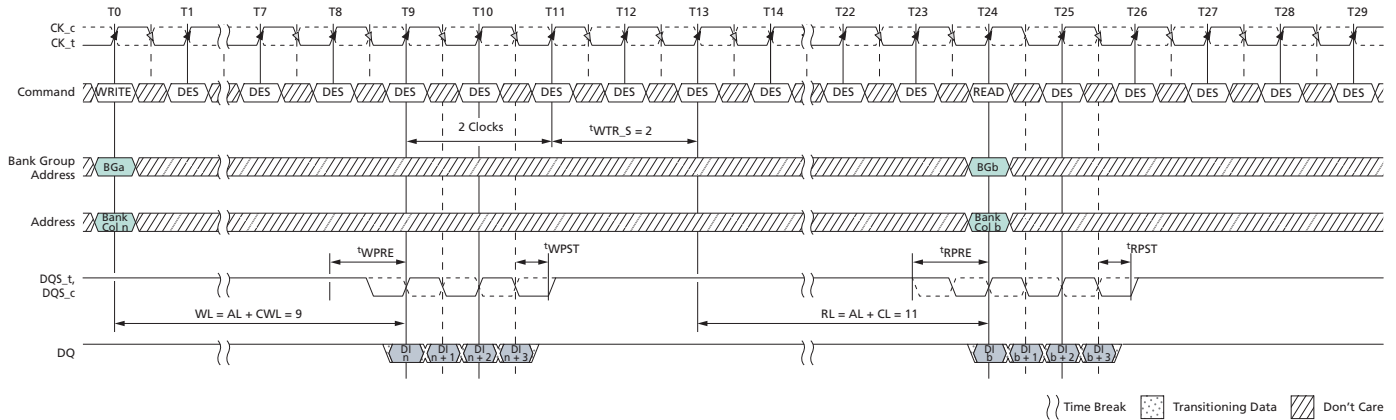 T0 T1 T7 T8 T9 T10 T11 T12 T13 T14 T22 T23 T24 T25 T26 T27 T28 T29
CK_c
CK_t
Command WRITE DES DES DES DES DES DES DES DES DES DES DES READ DES DES DES DES DES
2 Clocks tWTR_S = 2
Bank Group Address BGa BGb
Address Bank Col n Bank Col b
tWPRE tWPST tRPRE tRPST
DQS_t,
DQS_c
WL = AL + CWL = 9 RL = AL + CL = 11
DQ DI n DI n + 1 DI n + 2 DI n + 3 DI b DI b + 1 DI b + 2 DI b + 3
Time Break Transitioning Data Don't Care